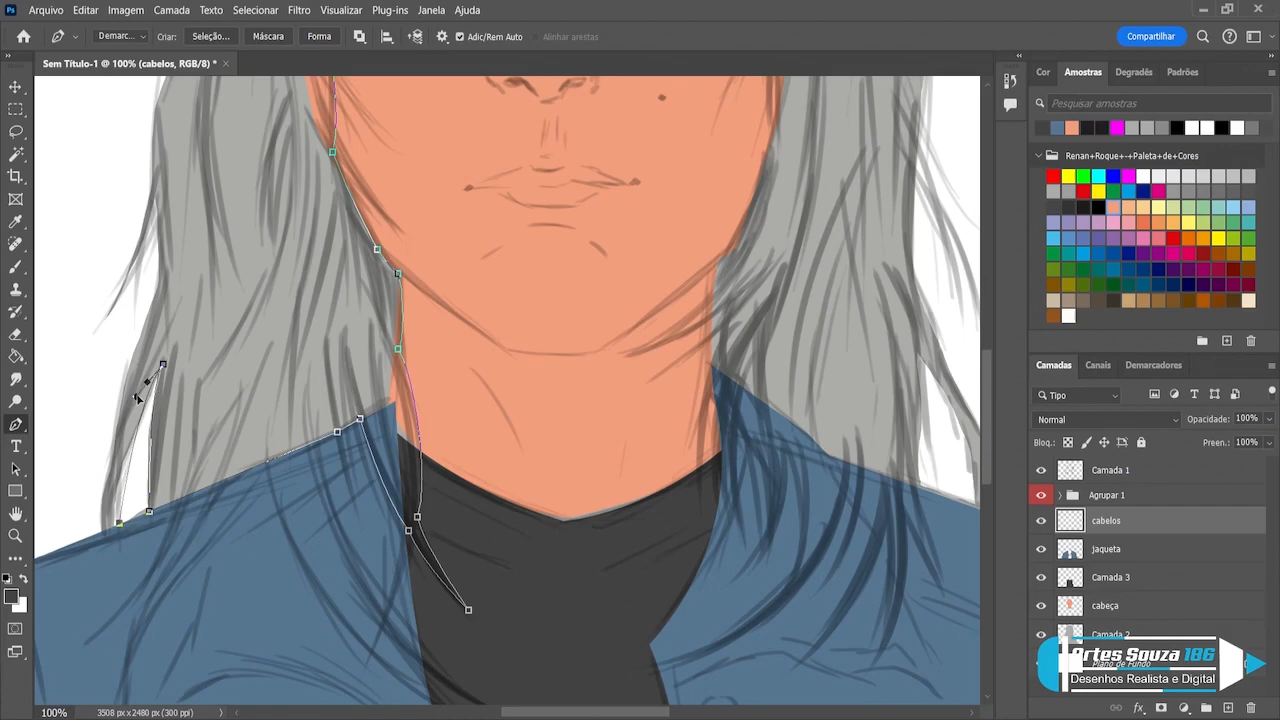 Ps Arquivo Editar Imagem Camada Texto Selecionar Filtro Visualizar Plug-ins Janela Ajuda
Demarc... Criar: Seleção... Máscara Forma Adic/Rem Auto Alinhar arestas Compartilhar
Sem Título-1 @ 100% (cabelos, RGB/8) * ×
Cor Amostras Degradês Padrões
Pesquisar amostras
Renan+Roque+-+Paleta+de+Cores
Camadas Canais Demarcadores
Tipo
Normal Opacidade: 100%
Bloq.: Preen.: 100%
Camada 1
Agrupar 1
cabelos
jaqueta
Camada 3
cabeça
Camada 2
Artes Souza 186
Plano de Fundo
Desenhos Realista e Digital
100% 3508 px x 2480 px (300 ppi)
fx